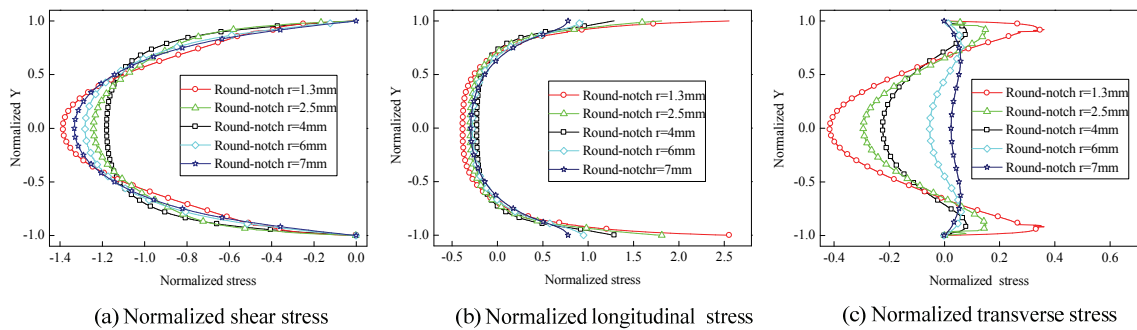 1.0
0.5
0.0
-0.5
-1.0
Normalized Y
-1.4 -1.2 -1.0 -0.8 -0.6 -0.4 -0.2 0.0
Normalized stress
Round-notch r=1.3mm
Round-notch r=2.5mm
Round-notch r=4mm
Round-notch r=6mm
Round-notch r=7mm
(a) Normalized shear stress
1.0
0.5
0.0
-0.5
-1.0
Normalized Y
-0.5 0.0 0.5 1.0 1.5 2.0 2.5
Normalized stress
Round-notch r=1.3mm
Round-notch r=2.5mm
Round-notch r=4mm
Round-notch r=6mm
Round-notchr=7mm
(b) Normalized longitudinal stress
1.0
0.5
0.0
-0.5
-1.0
Normalized Y
-0.4 -0.2 0.0 0.2 0.4 0.6
Normalized stress
Round-notch r=1.3mm
Round-notch r=2.5mm
Round-notch r=4mm
Round-notch r=6mm
Round-notch r=7mm
(c) Normalized transverse stress